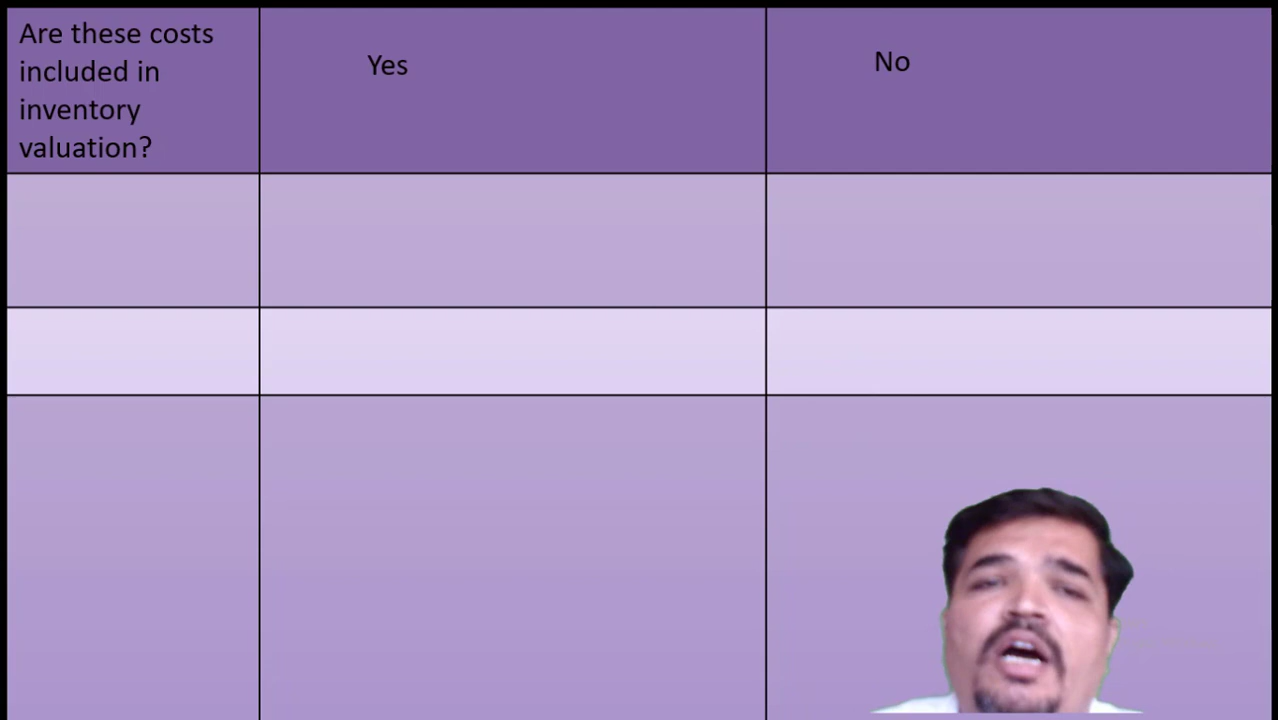 Are these costs
included in
inventory
valuation?
Yes
No